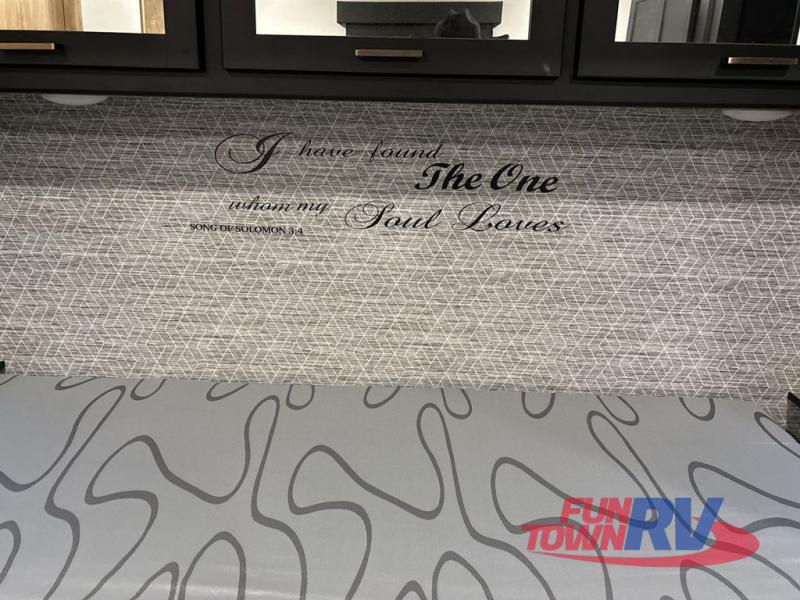 I have found
The One
whom my Soul Loves
SONG OF SOLOMON 3:4
FUN
TOWN RV